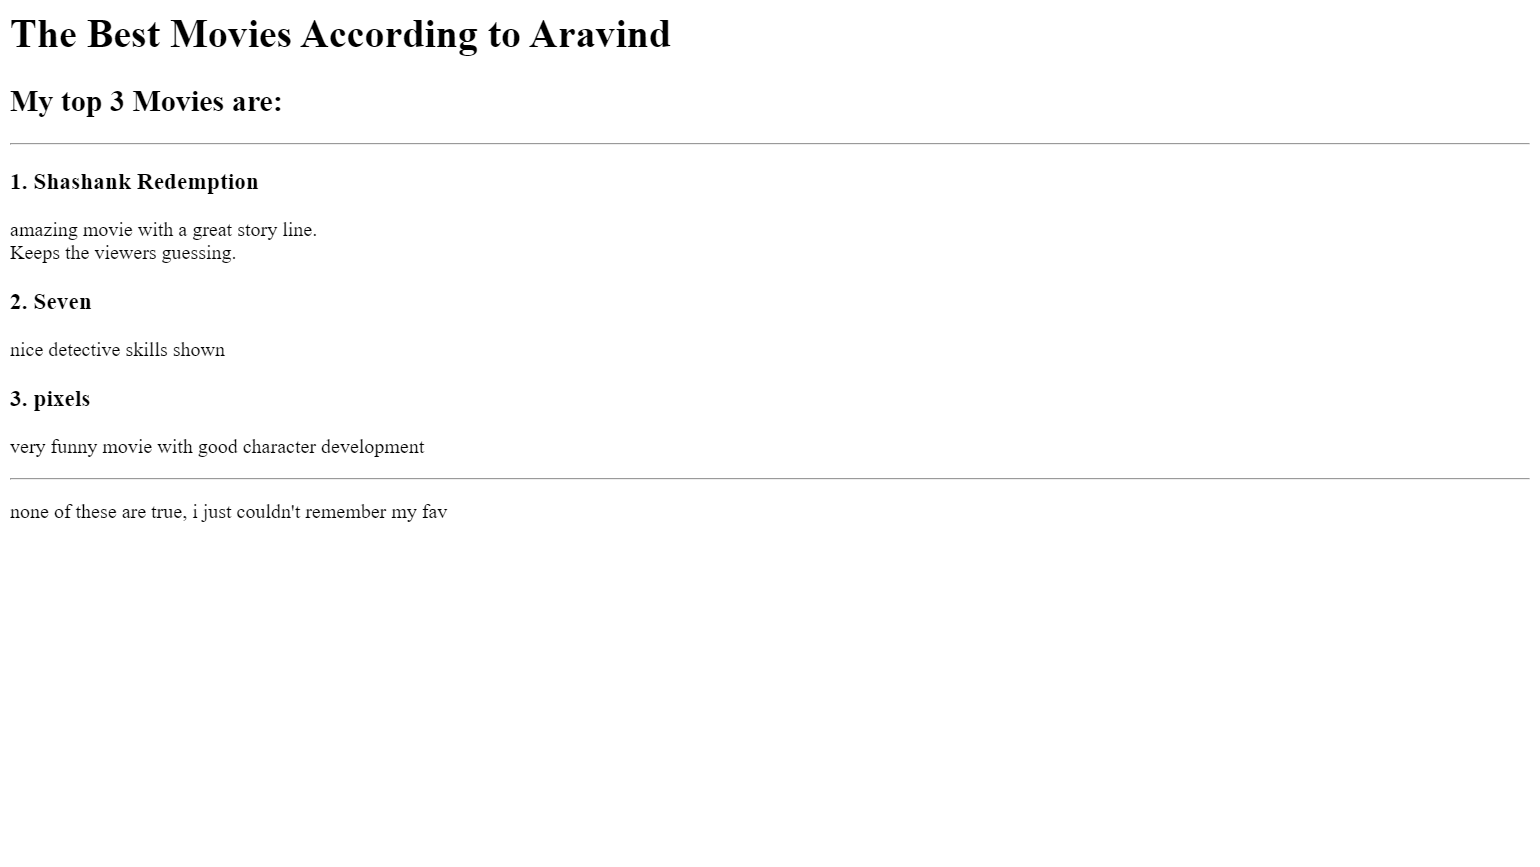 The Best Movies According to Aravind
My top 3 Movies are:
1. Shashank Redemption
amazing movie with a great story line.
Keeps the viewers guessing.
2. Seven
nice detective skills shown
3. pixels
very funny movie with good character development
none of these are true, i just couldn't remember my fav